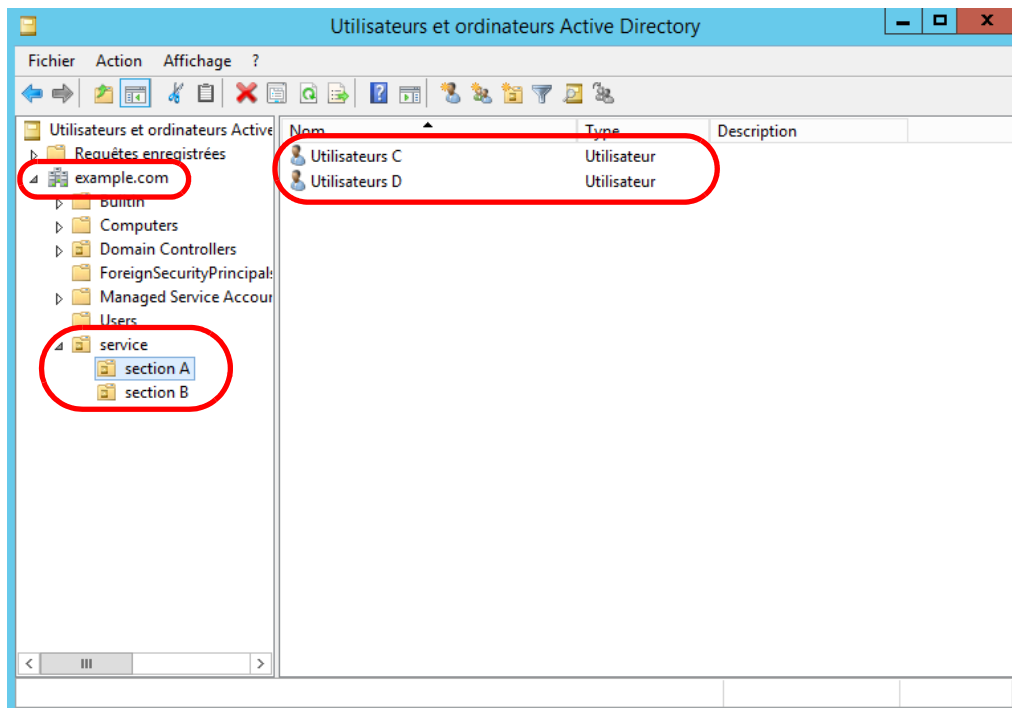 Utilisateurs et ordinateurs Active Directory
Fichier Action Affichage ?
Utilisateurs et ordinateurs Active
Requêtes enregistrées
example.com
Builtin
Computers
Domain Controllers
ForeignSecurityPrincipals
Managed Service Accour
Users
service
section A
section B
Nom Type Description
Utilisateurs C Utilisateur
Utilisateurs D Utilisateur